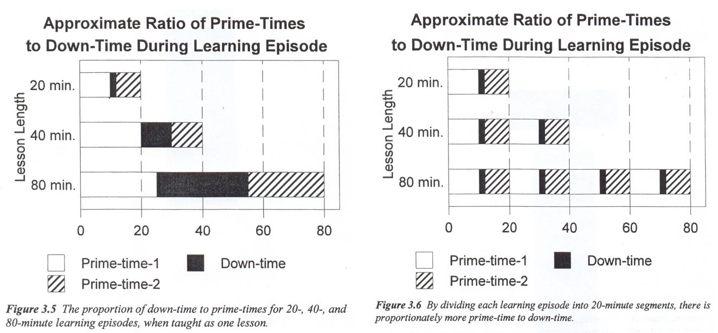 Approximate Ratio of Prime-Times
to Down-Time During Learning Episode
Lesson Length
20 min.
40 min.
80 min.
0 20 40 60 80
Prime-time-1 Down-time
Prime-time-2
Figure 3.5 The proportion of down-time to prime-times for 20-, 40-, and
80-minute learning episodes, when taught as one lesson.
Approximate Ratio of Prime-Times
to Down-Time During Learning Episode
Lesson Length
20 min.
40 min.
80 min.
0 20 40 60 80
Prime-time-1 Down-time
Prime-time-2
Figure 3.6 By dividing each learning episode into 20-minute segments, there is
proportionately more prime-time to down-time.